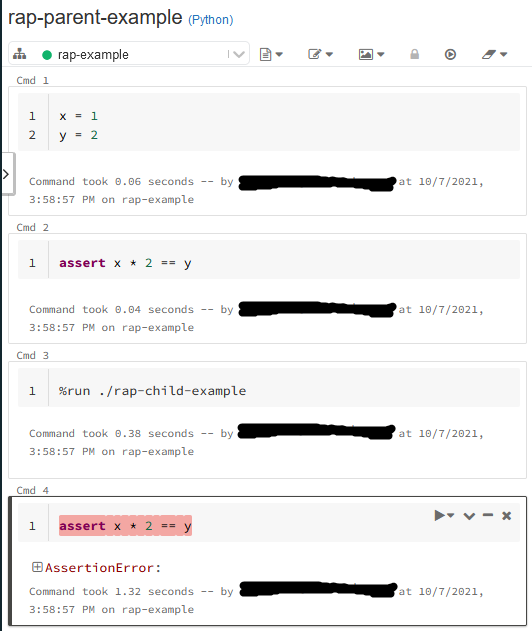 rap-parent-example (Python)
rap-example
Cmd 1
1 x = 1
2 y = 2
Command took 0.06 seconds -- by at 10/7/2021,
3:58:57 PM on rap-example
Cmd 2
1 assert x * 2 == y
Command took 0.04 seconds -- by at 10/7/2021,
3:58:57 PM on rap-example
Cmd 3
1 %run ./rap-child-example
Command took 0.38 seconds -- by at 10/7/2021,
3:58:57 PM on rap-example
Cmd 4
1 assert x * 2 == y
AssertionError:
Command took 1.32 seconds -- by at 10/7/2021,
3:58:57 PM on rap-example